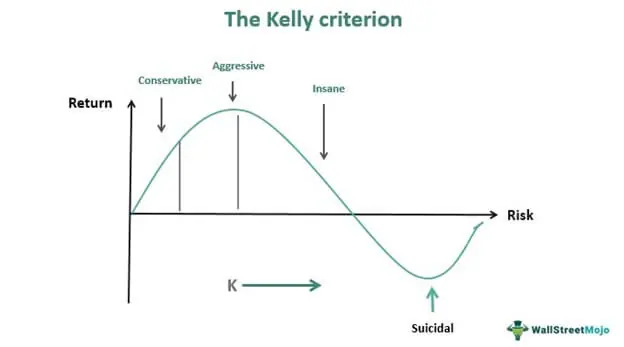 The Kelly criterion
Aggressive
Conservative
Insane
Return
Risk
K
Suicidal
WallStreetMojo